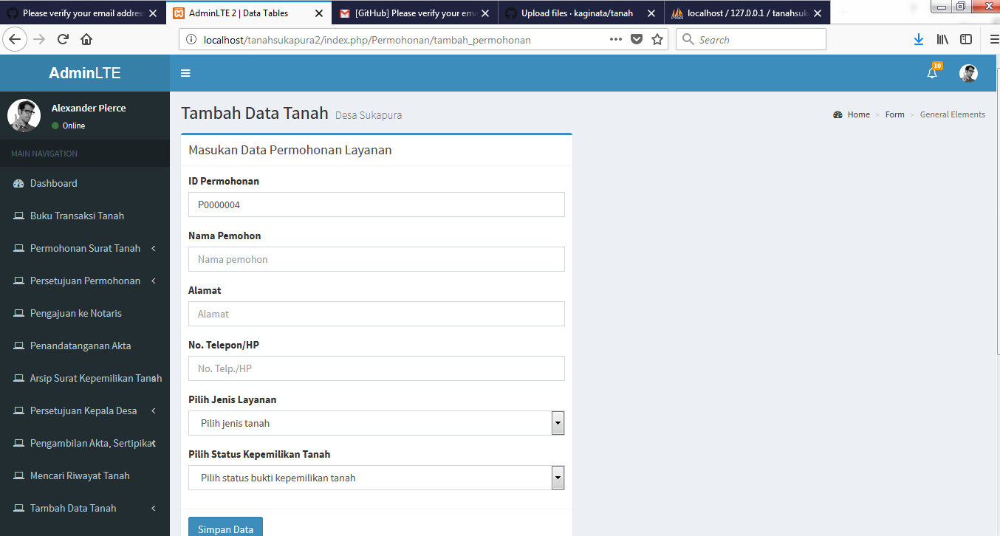 Please verify your email addres
AdminLTE 2 | Data Tables
[GitHub] Please verify your ema
Upload files · kaginata/tanah
localhost / 127.0.0.1 / tanahsuk
localhost/tanahsukapura2/index.php/Permohonan/tambah_permohonan
Search
AdminLTE
10
Alexander Pierce
Online
MAIN NAVIGATION
Dashboard
Buku Transaksi Tanah
Permohonan Surat Tanah
Persetujuan Permohonan
Pengajuan ke Notaris
Penandatanganan Akta
Arsip Surat Kepemilikan Tanah
Persetujuan Kepala Desa
Pengambilan Akta, Sertipikat
Mencari Riwayat Tanah
Tambah Data Tanah
Tambah Data Tanah Desa Sukapura
Home > Form > General Elements
Masukan Data Permohonan Layanan
ID Permohonan
P0000004
Nama Pemohon
Nama pemohon
Alamat
Alamat
No. Telepon/HP
No. Telp./HP
Pilih Jenis Layanan
Pilih jenis tanah
Pilih Status Kepemilikan Tanah
Pilih status bukti kepemilikan tanah
Simpan Data